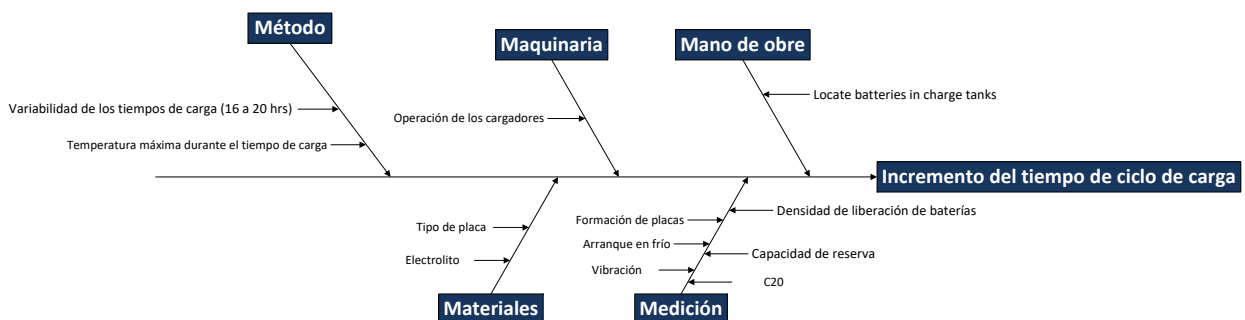 Método
Maquinaria
Mano de obre
Variabilidad de los tiempos de carga (16 a 20 hrs)
Temperatura máxima durante el tiempo de carga
Operación de los cargadores
Locate batteries in charge tanks
Incremento del tiempo de ciclo de carga
Tipo de placa
Electrolito
Formación de placas
Arranque en frío
Vibración
Densidad de liberación de baterías
Capacidad de reserva
C20
Materiales
Medición